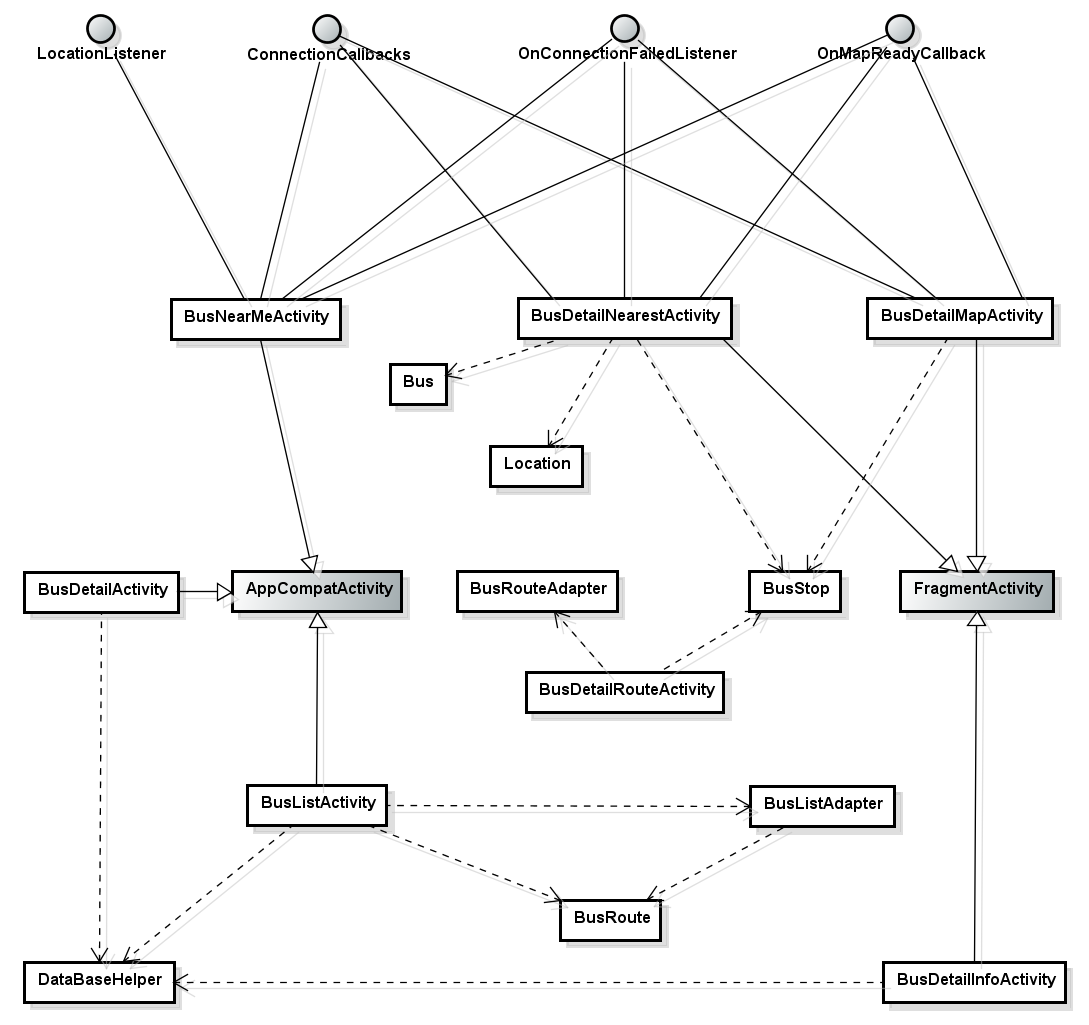 LocationListener
ConnectionCallbacks
OnConnectionFailedListener
OnMapReadyCallback
BusNearMeActivity
BusDetailNearestActivity
BusDetailMapActivity
Bus
Location
BusDetailActivity
AppCompatActivity
BusRouteAdapter
BusStop
FragmentActivity
BusDetailRouteActivity
BusListActivity
BusListAdapter
BusRoute
DataBaseHelper
BusDetailInfoActivity